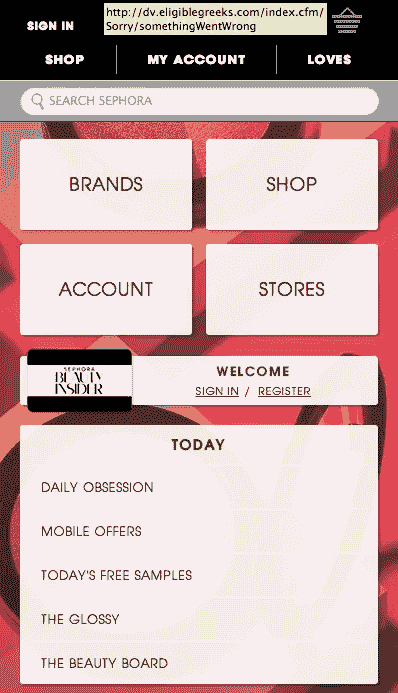 http://dv.eligiblegreeks.com/index.cfm/
Sorry/somethingWentWrong
SIGN IN
SHOP
MY ACCOUNT
LOVES
SEARCH SEPHORA
BRANDS
SHOP
ACCOUNT
STORES
SEPHORA
BEAUTY
INSIDER
WELCOME
SIGN IN / REGISTER
TODAY
DAILY OBSESSION
MOBILE OFFERS
TODAY'S FREE SAMPLES
THE GLOSSY
THE BEAUTY BOARD